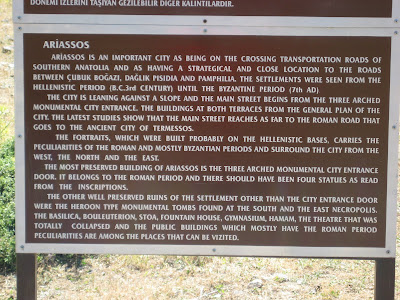 DÖNEM İZLERİNİ TAŞIYAN GEZİLEBİLİR DİĞER KALINTILARDIR.
ARİASSOS
ARİASSOS IS AN IMPORTANT CITY AS BEING ON THE CROSSING TRANSPORTATION ROADS OF
SOUTHERN ANATOLIA AND AS HAVING A STRATEGICAL AND CLOSE LOCATION TO THE ROADS
BETWEEN ÇUBUK BOĞAZI, DAĞLIK PISIDIA AND PAMPHILIA. THE SETTLEMENTS WERE SEEN FROM THE
HELLENISTIC PERIOD (B.C.3rd CENTURY) UNTIL THE BYZANTINE PERIOD (7th AD)
THE CITY IS LEANING AGAINST A SLOPE AND THE MAIN STREET BEGINS FROM THE THREE ARCHED
MONUMENTAL CITY ENTRANCE. THE BUILDINGS AT BOTH TERRACES FROM THE GENERAL PLAN OF THE
CITY. THE LATEST STUDIES SHOW THAT THE MAIN STREET REACHES AS FAR TO THE ROMAN ROAD THAT
GOES TO THE ANCIENT CITY OF TERMESSOS.
THE FORTRAITS, WHICH WERE BUILT PROBABLY ON THE HELLENISTIC BASES, CARRIES THE
PECULIARITIES OF THE ROMAN AND MOSTLY BYZANTIAN PERIODS AND SURROUND THE CITY FROM THE
WEST, THE NORTH AND THE EAST.
THE MOST PRESERVED BUILDING OF ARIASSOS IS THE THREE ARCHED MONUMENTAL CITY ENTRANCE
DOOR. IT BELONGS TO THE ROMAN PERIOD AND THERE SHOULD HAVE BEEN FOUR STATUES AS READ
FROM THE INSCRIPTIONS.
THE OTHER WELL PRESERVED RUINS OF THE SETTLEMENT OTHER THAN THE CITY ENTRANCE DOOR
WERE THE HEROON TYPE MONUMENTAL TOMBS FOUND AT THE SOUTH AND THE EAST NECROPOLIS.
THE BASILICA, BOULEUTERION, STOA, FOUNTAIN HOUSE, GYMNASIUM, HAMAM, THE THEATRE THAT WAS
TOTALLY COLLAPSED AND THE PUBLIC BUILDINGS WHICH MOSTLY HAVE THE ROMAN PERIOD
PECULIARITIES ARE AMONG THE PLACES THAT CAN BE VIZITED.